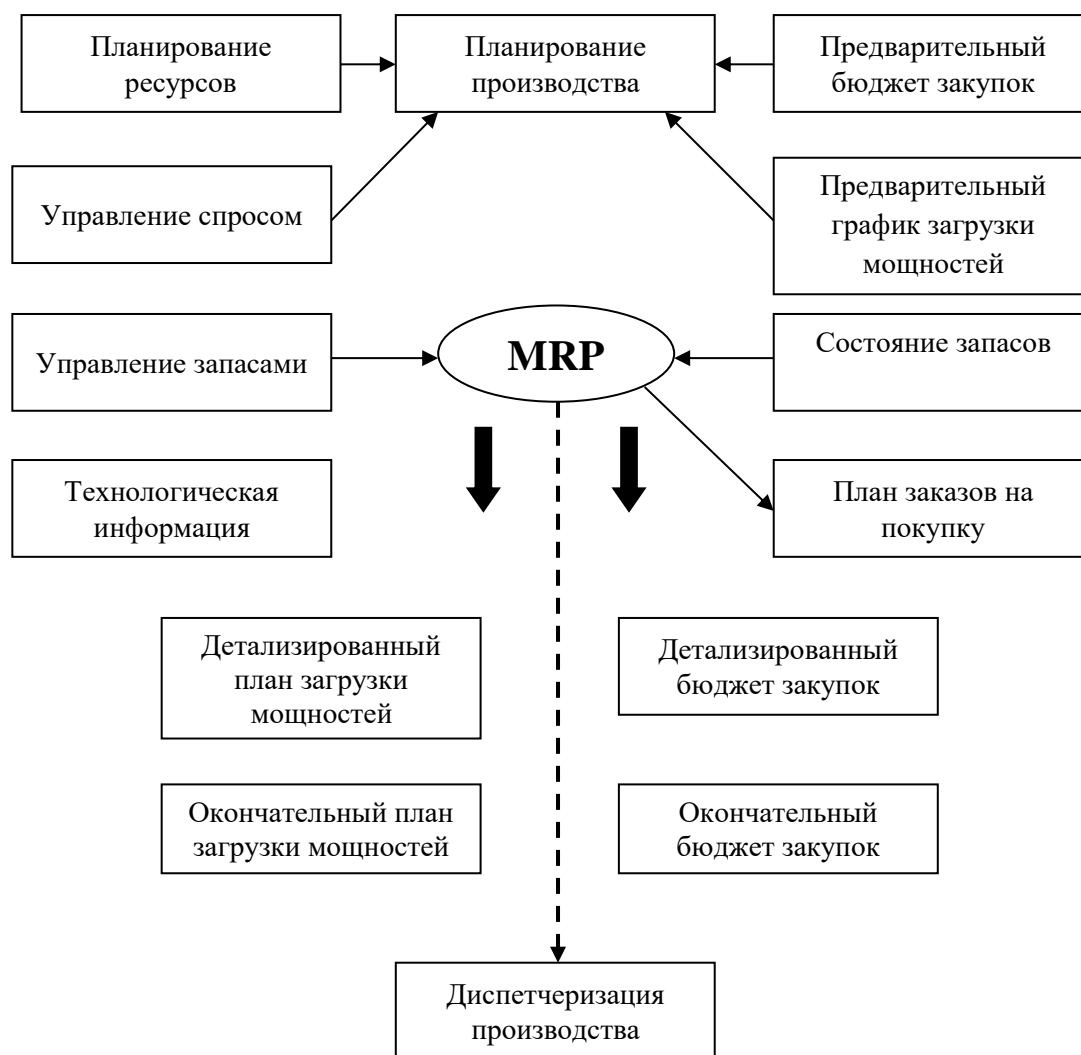 Планирование
ресурсов
Планирование
производства
Предварительный
бюджет закупок
Управление спросом
Предварительный
график загрузки
мощностей
Управление запасами
MRP
Состояние запасов
Технологическая
информация
План заказов на
покупку
Детализированный
план загрузки
мощностей
Детализированный
бюджет закупок
Окончательный план
загрузки мощностей
Окончательный
бюджет закупок
Диспетчеризация
производства